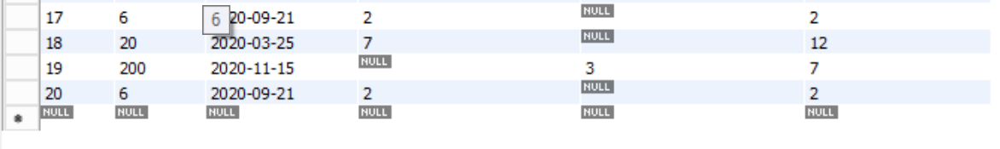 17 6 6 20-09-21 2 NULL 2
18 20 2020-03-25 7 NULL 12
19 200 2020-11-15 NULL 3 7
20 6 2020-09-21 2 NULL 2
* NULL NULL NULL NULL NULL NULL